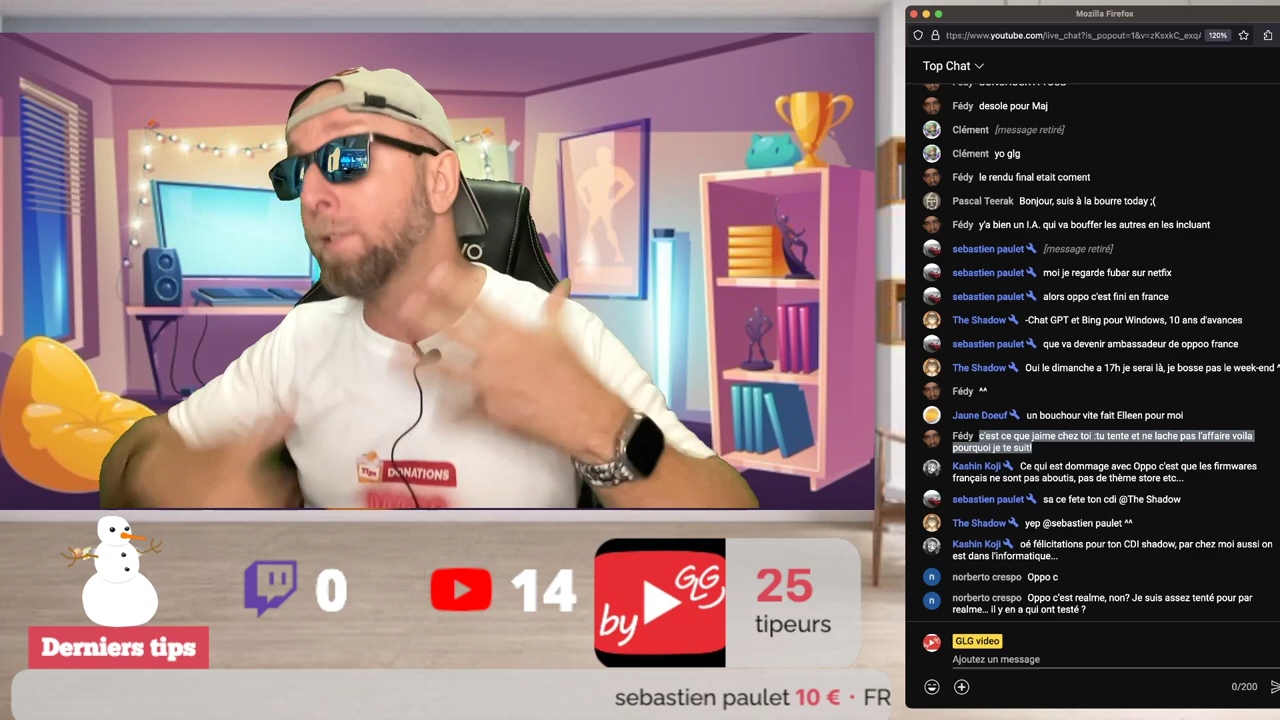 Mozilla Firefox
ttps://www.youtube.com/live_chat?is_popout=1&v=zKsxkC_exq/
120%
Top Chat
Fédy desole pour Maj
Clément [message retiré]
Clément yo glg
Fédy le rendu final etait coment
Pascal Teerak Bonjour, suis à la bourre today ;(
Fédy y'a bien un I.A. qui va bouffer les autres en les incluant
sebastien paulet [message retiré]
sebastien paulet moi je regarde fubar sur netfix
sebastien paulet alors oppo c'est fini en france
The Shadow -Chat GPT et Bing pour Windows, 10 ans d'avances
sebastien paulet que va devenir ambassadeur de oppoo france
The Shadow Oui le dimanche a 17h je serai là, je bosse pas le week-end ^
Fédy ^^
Jaune Doeuf un bouchour vite fait Elleen pour moi
Fédy c'est ce que jaime chez toi :tu tente et ne lache pas l'affaire voila
pourquoi je te suit!
Kashin Koji Ce qui est dommage avec Oppo c'est que les firmwares
français ne sont pas aboutis, pas de thème store etc...
sebastien paulet sa ce fete ton cdi @The Shadow
The Shadow yep @sebastien paulet ^^
Kashin Koji oé félicitations pour ton CDI shadow, par chez moi aussi on
est dans l'informatique...
norberto crespo Oppo c
norberto crespo Oppo c'est realme, non? Je suis assez tenté pour par
realme... il y en a qui ont testé ?
GLG video
Ajoutez un message
0/200
VO
Tips DONATIONS
0
14
by GLG
25
tipeurs
Derniers tips
sebastien paulet 10 € · FR